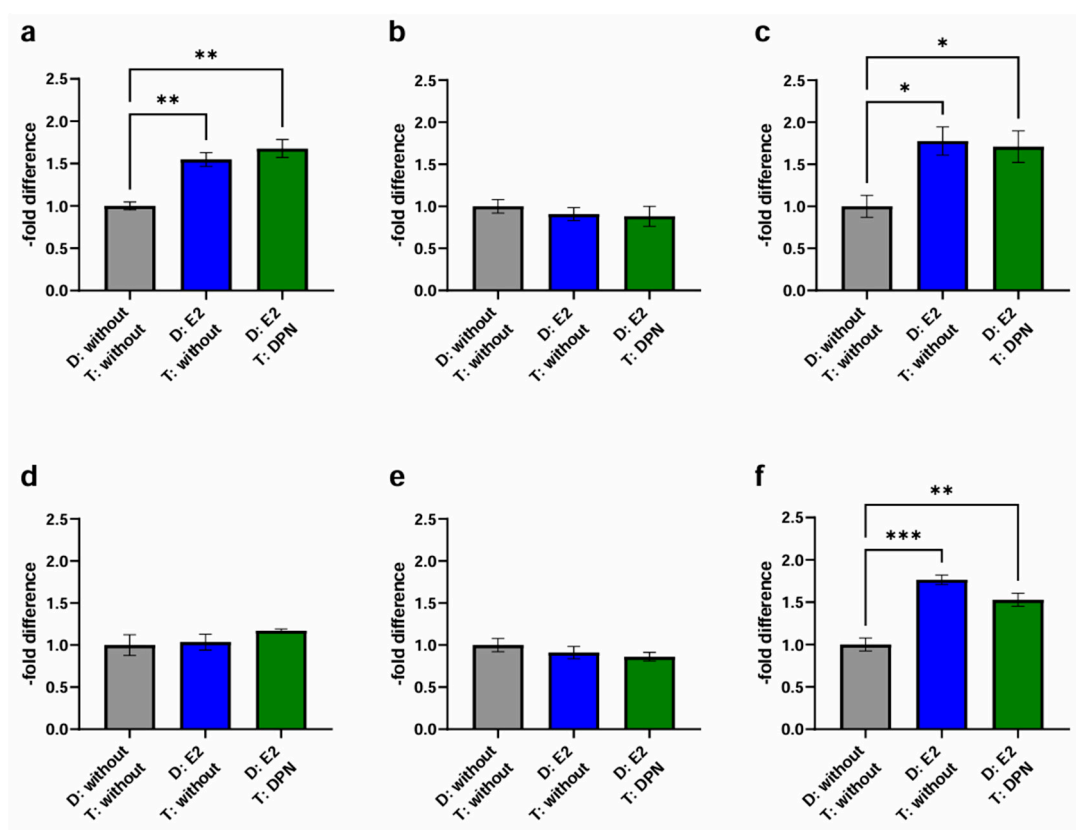 a
**
**
2.5
2.0
1.5
1.0
0.5
0.0
-fold difference
D: without
T: without
D: E2
T: without
D: E2
T: DPN
b
2.5
2.0
1.5
1.0
0.5
0.0
-fold difference
D: without
T: without
D: E2
T: without
D: E2
T: DPN
c
*
*
2.5
2.0
1.5
1.0
0.5
0.0
-fold difference
D: without
T: without
D: E2
T: without
D: E2
T: DPN
d
2.5
2.0
1.5
1.0
0.5
0.0
-fold difference
D: without
T: without
D: E2
T: without
D: E2
T: DPN
e
2.5
2.0
1.5
1.0
0.5
0.0
-fold difference
D: without
T: without
D: E2
T: without
D: E2
T: DPN
f
**
***
2.5
2.0
1.5
1.0
0.5
0.0
-fold difference
D: without
T: without
D: E2
T: without
D: E2
T: DPN